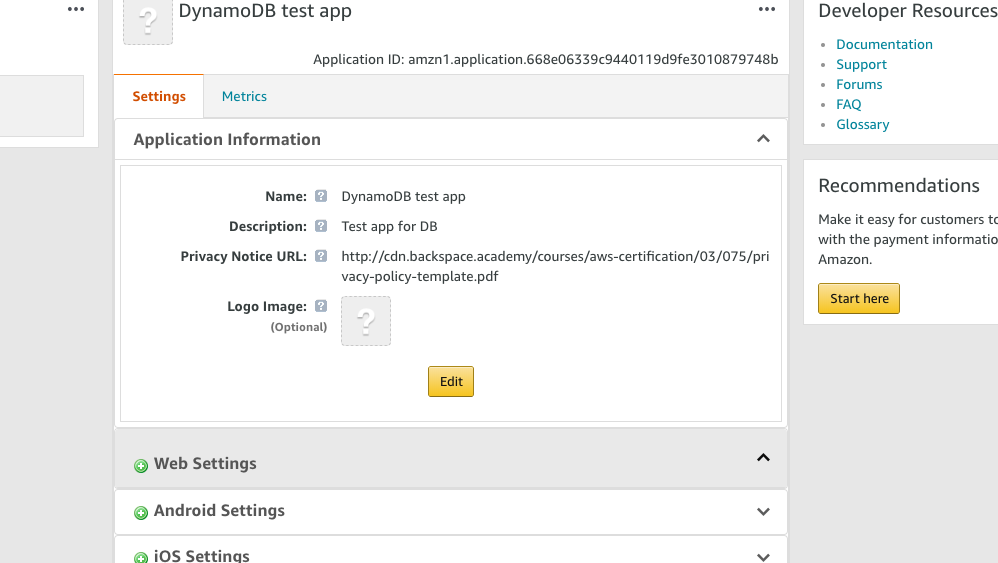 DynamoDB test app
Application ID: amzn1.application.668e06339c9440119d9fe3010879748b
Settings
Metrics
Application Information
Name: ? DynamoDB test app
Description: ? Test app for DB
Privacy Notice URL: ? http://cdn.backspace.academy/courses/aws-certification/03/075/pri
vacy-policy-template.pdf
Logo Image: ?
(Optional)
?
Edit
Web Settings
Android Settings
iOS Settings
Developer Resources
Documentation
Support
Forums
FAQ
Glossary
Recommendations
Make it easy for customers to
with the payment informatio
Amazon.
Start here